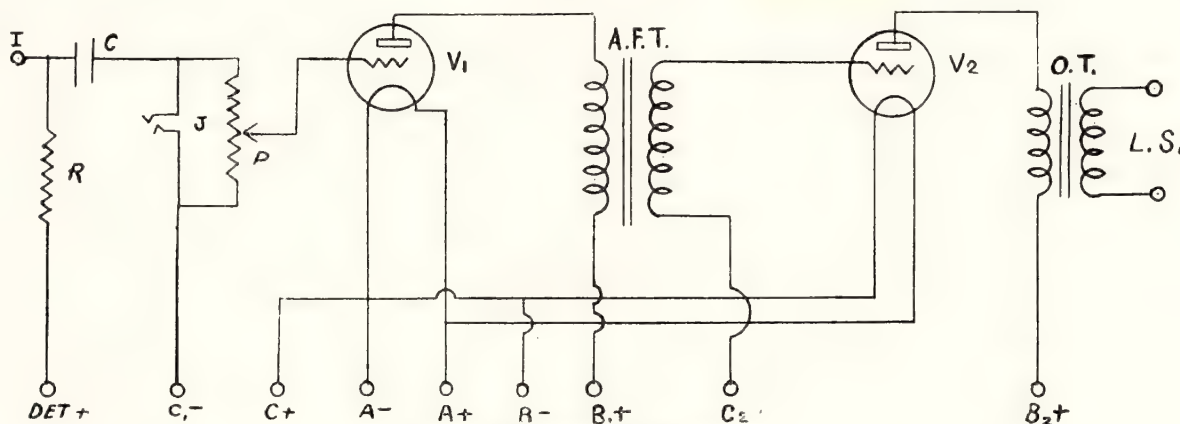 I
C
V₁
A.F.T.
V2
O.T.
J
R
P
L.S.
DET+
C₁-
C+
A-
A+
B-
B₁+
C₂
B₂+